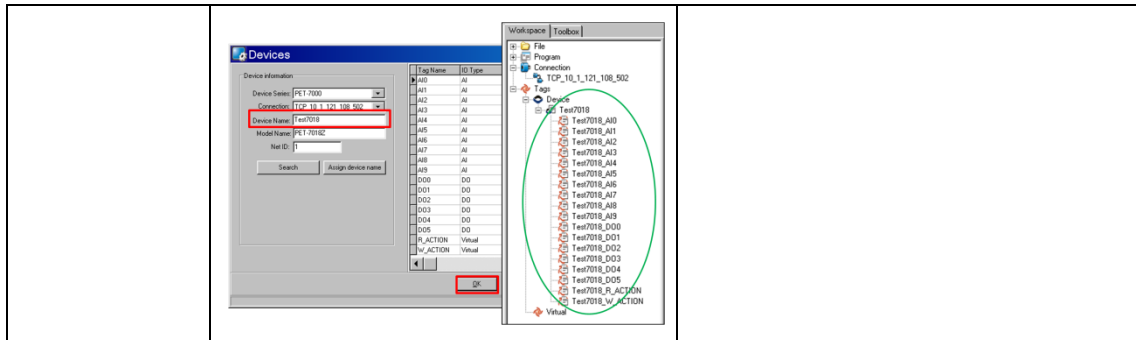 Devices
Device information
Device Series: PET-7000
Connection: TCP_10_1_121_108_502
Device Name: Test7018
Model Name: PET-7018Z
Net ID: 1
Search Assign device name
Tag Name IO Type
AI0 AI
AI1 AI
AI2 AI
AI3 AI
AI4 AI
AI5 AI
AI6 AI
AI7 AI
AI8 AI
AI9 AI
DO0 DO
DO1 DO
DO2 DO
DO3 DO
DO4 DO
DO5 DO
R_ACTION Virtual
W_ACTION Virtual
OK
Workspace Toolbox
File
Program
Connection
TCP_10_1_121_108_502
Tags
Device
Test7018
Test7018_AI0
Test7018_AI1
Test7018_AI2
Test7018_AI3
Test7018_AI4
Test7018_AI5
Test7018_AI6
Test7018_AI7
Test7018_AI8
Test7018_AI9
Test7018_DO0
Test7018_DO1
Test7018_DO2
Test7018_DO3
Test7018_DO4
Test7018_DO5
Test7018_R_ACTION
Test7018_W_ACTION
Virtual